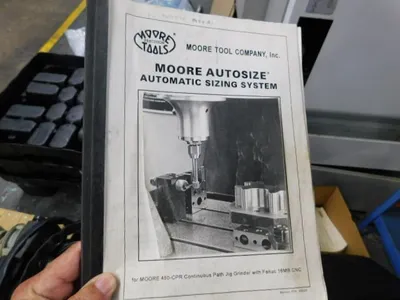 MOORE
PRECISION
TOOLS
MOORE TOOL COMPANY, Inc.
MOORE AUTOSIZE
AUTOMATIC SIZING SYSTEM
for MOORE 450-CPR Continuous Path Jig Grinder with Fanuc 15MB CNC